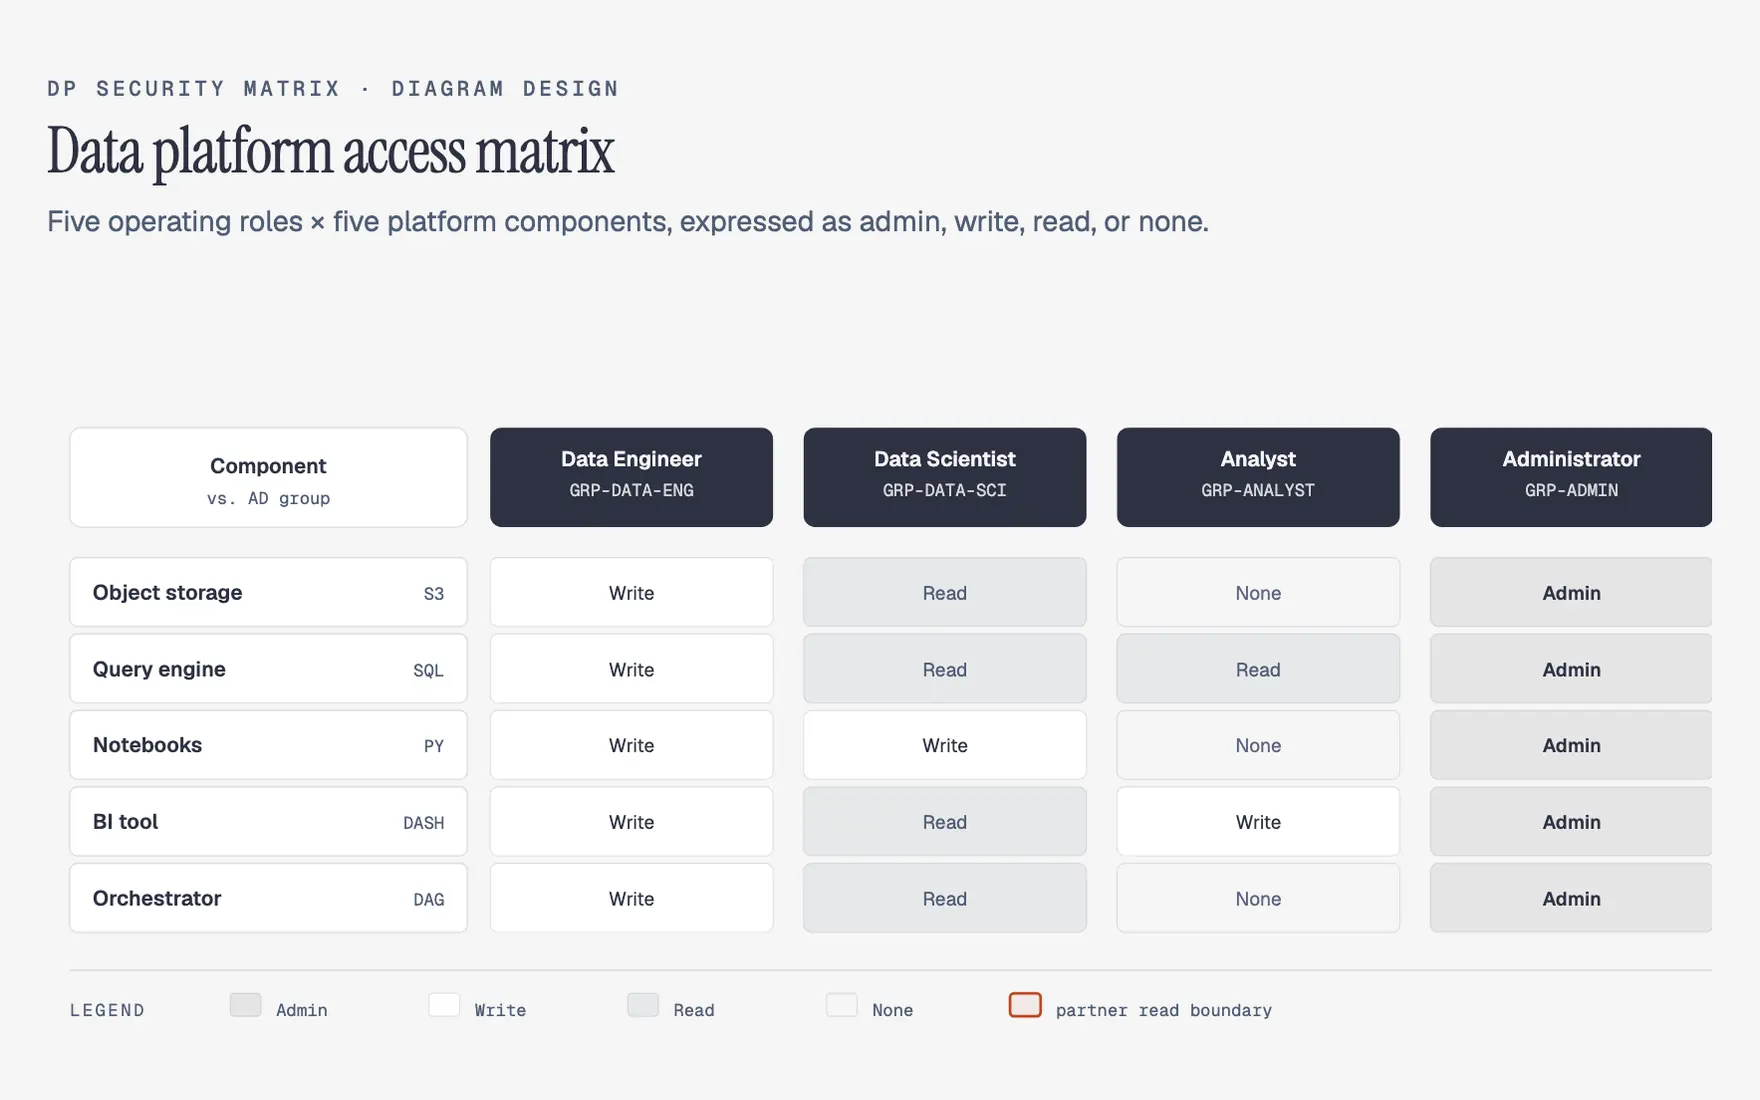 DP SECURITY MATRIX · DIAGRAM DESIGN
Data platform access matrix
Five operating roles × five platform components, expressed as admin, write, read, or none.
Component Data Engineer Data Scientist Analyst Administrator
vs. AD group GRP-DATA-ENG GRP-DATA-SCI GRP-ANALYST GRP-ADMIN
Object storage S3 Write Read None Admin
Query engine SQL Write Read Read Admin
Notebooks PY Write Write None Admin
BI tool DASH Write Read Write Admin
Orchestrator DAG Write Read None Admin
LEGEND Admin Write Read None partner read boundary